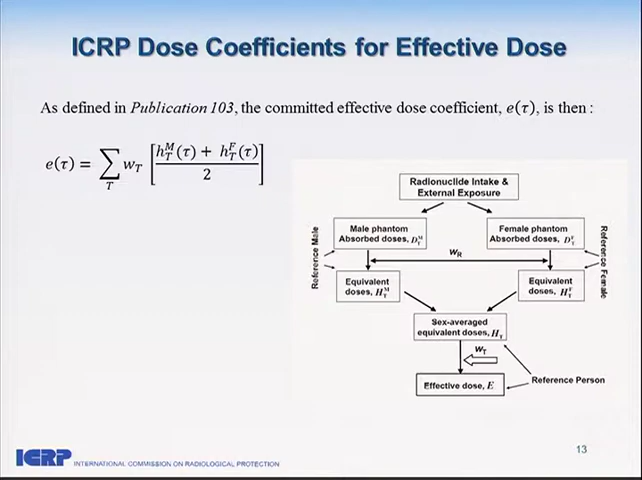 ICRP Dose Coefficients for Effective Dose
As defined in Publication 103, the committed effective dose coefficient, e(τ), is then :
e(τ) = ∑_T w_T [ (h_T^M(τ) + h_T^F(τ)) / 2 ]
Radionuclide Intake &
External Exposure
Male phantom
Absorbed doses, D_T^M
Female phantom
Absorbed doses, D_T^F
Reference Male
Reference Female
w_R
Equivalent
doses, H_T^M
Equivalent
doses, H_T^F
Sex-averaged
equivalent doses, H_T
w_T
Effective dose, E
Reference Person
13
ICRP INTERNATIONAL COMMISSION ON RADIOLOGICAL PROTECTION